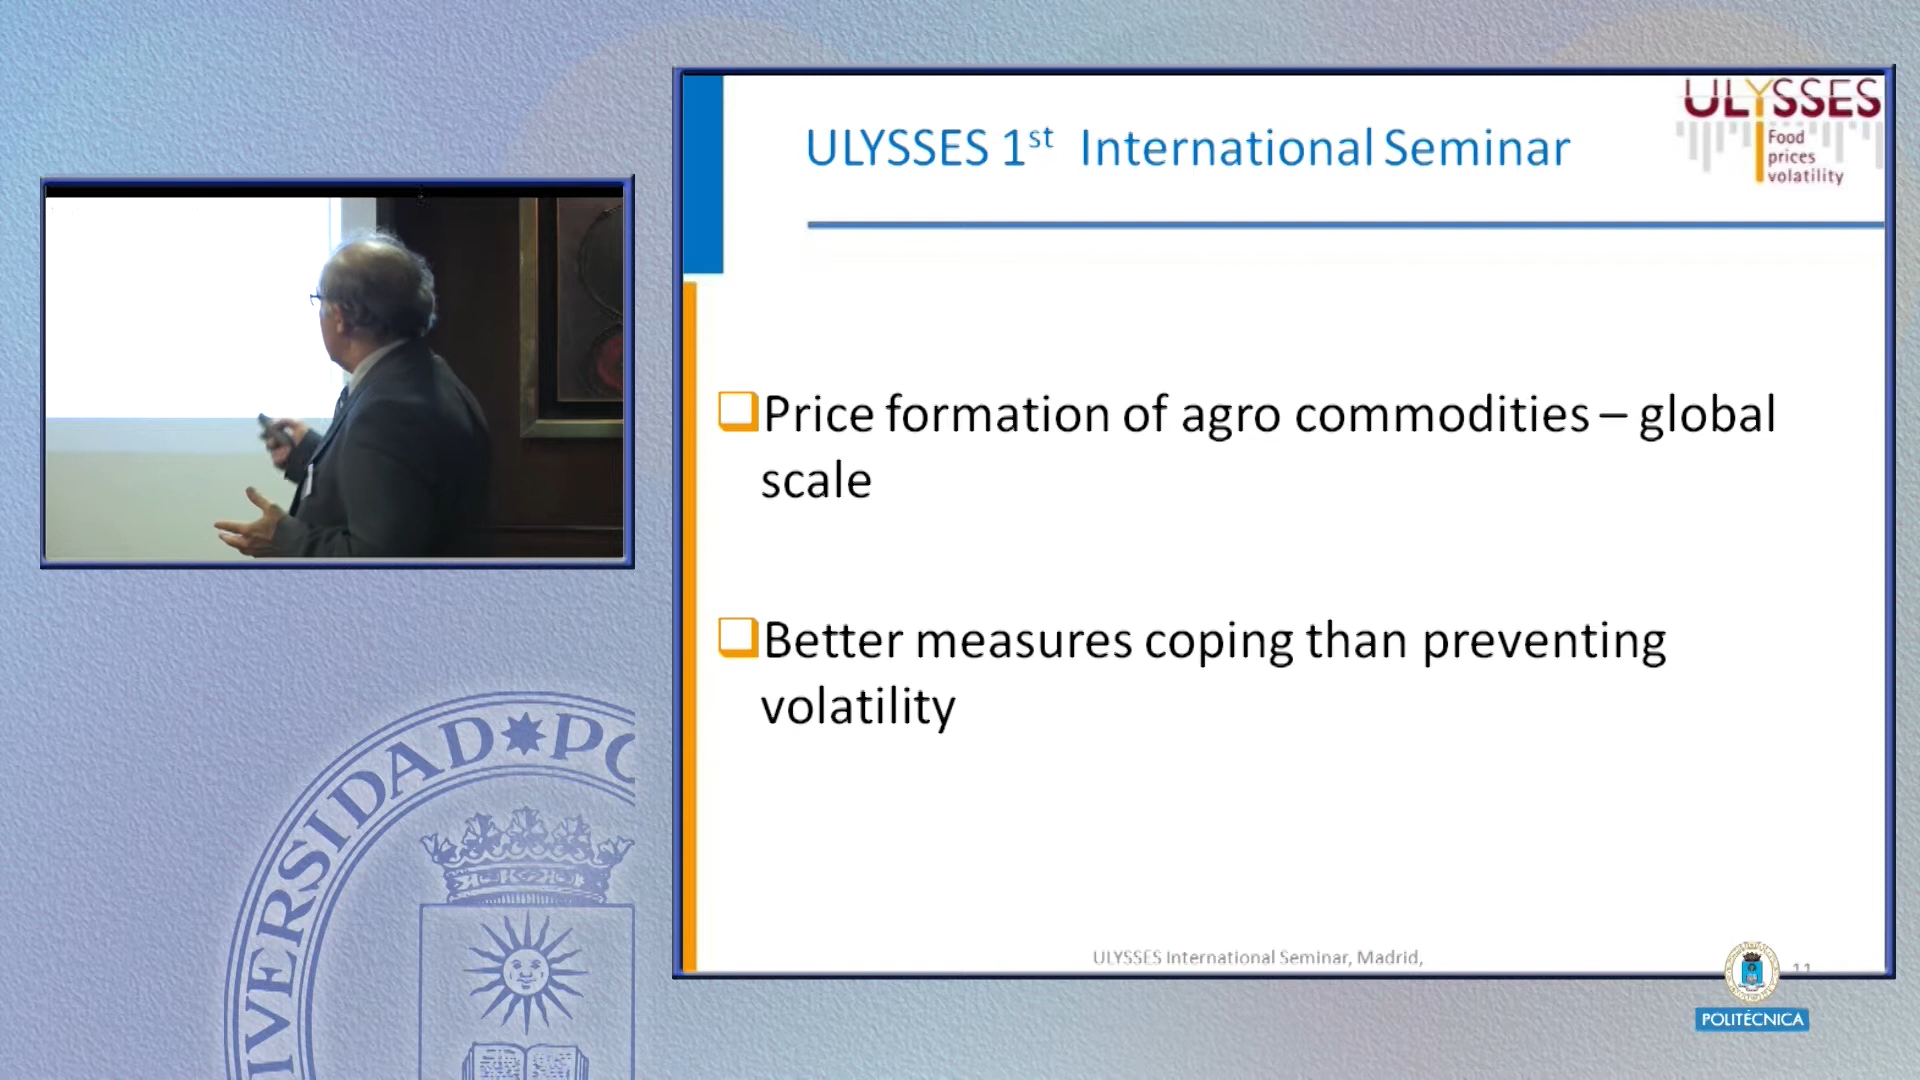 ULYSSES 1st International Seminar
ULYSSES
Food
prices
volatility
Price formation of agro commodities – global
scale
Better measures coping than preventing
volatility
ULYSSES International Seminar, Madrid,
11
POLITÉCNICA
IVERSIDAD PO